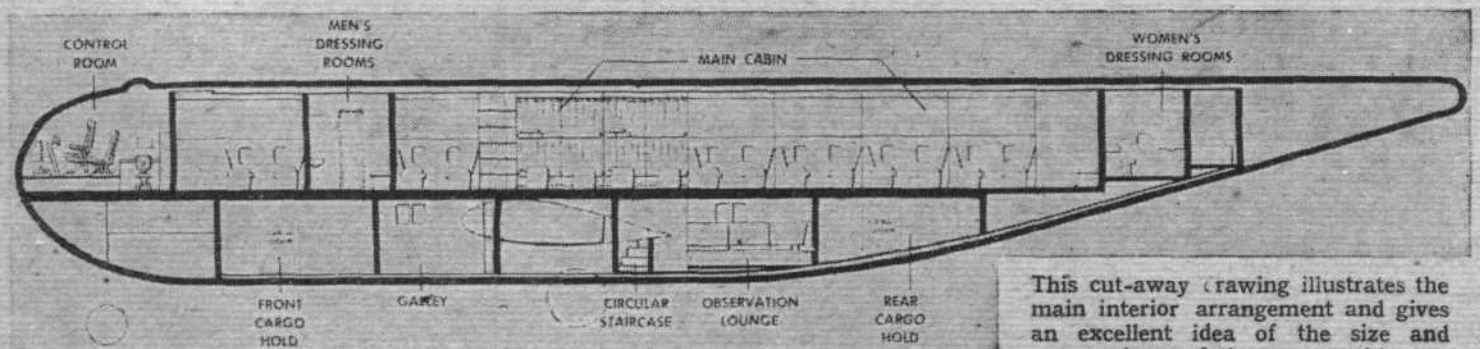 CONTROL
ROOM
MEN'S
DRESSING
ROOMS
MAIN CABIN
WOMEN'S
DRESSING ROOMS
FRONT
CARGO
HOLD
GALLEY
CIRCULAR
STAIRCASE
OBSERVATION
LOUNGE
REAR
CARGO
HOLD
This cut-away drawing illustrates the
main interior arrangement and gives
an excellent idea of the size and